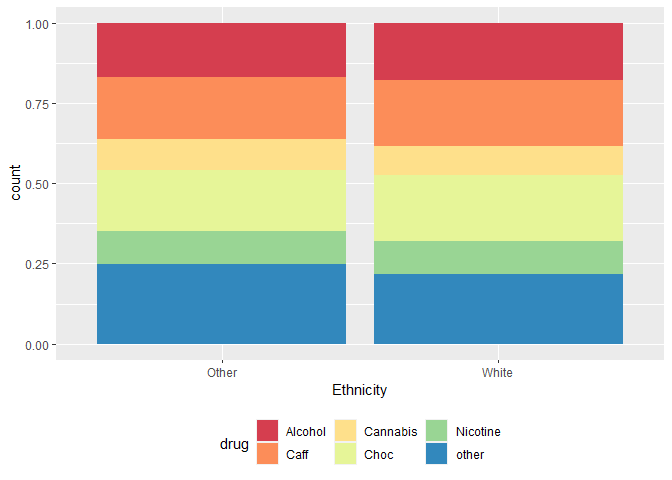 1.00
0.75
0.50
0.25
0.00
count
Other White
Ethnicity
drug
Alcohol Cannabis Nicotine
Caff Choc other